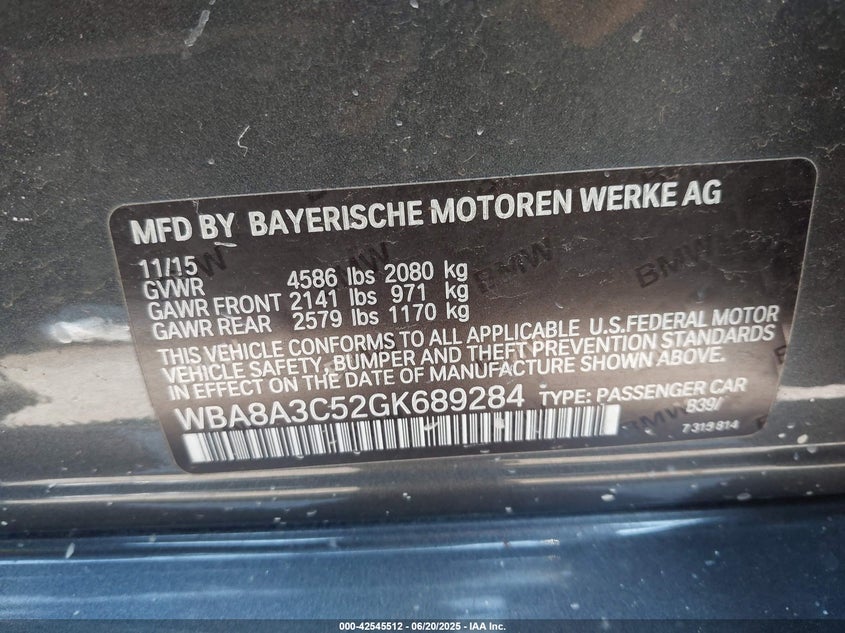 MFD BY BAYERISCHE MOTOREN WERKE AG
11/15
GVWR 4586 lbs 2080 kg
GAWR FRONT 2141 lbs 971 kg
GAWR REAR 2579 lbs 1170 kg
THIS VEHICLE CONFORMS TO ALL APPLICABLE U.S.FEDERAL MOTOR
VEHICLE SAFETY, BUMPER AND THEFT PREVENTION STANDARDS
IN EFFECT ON THE DATE OF MANUFACTURE SHOWN ABOVE.
WBA8A3C52GK689284 TYPE: PASSENGER CAR
B39/
7319814
000-42545512 - 06/20/2025 - IAA Inc.